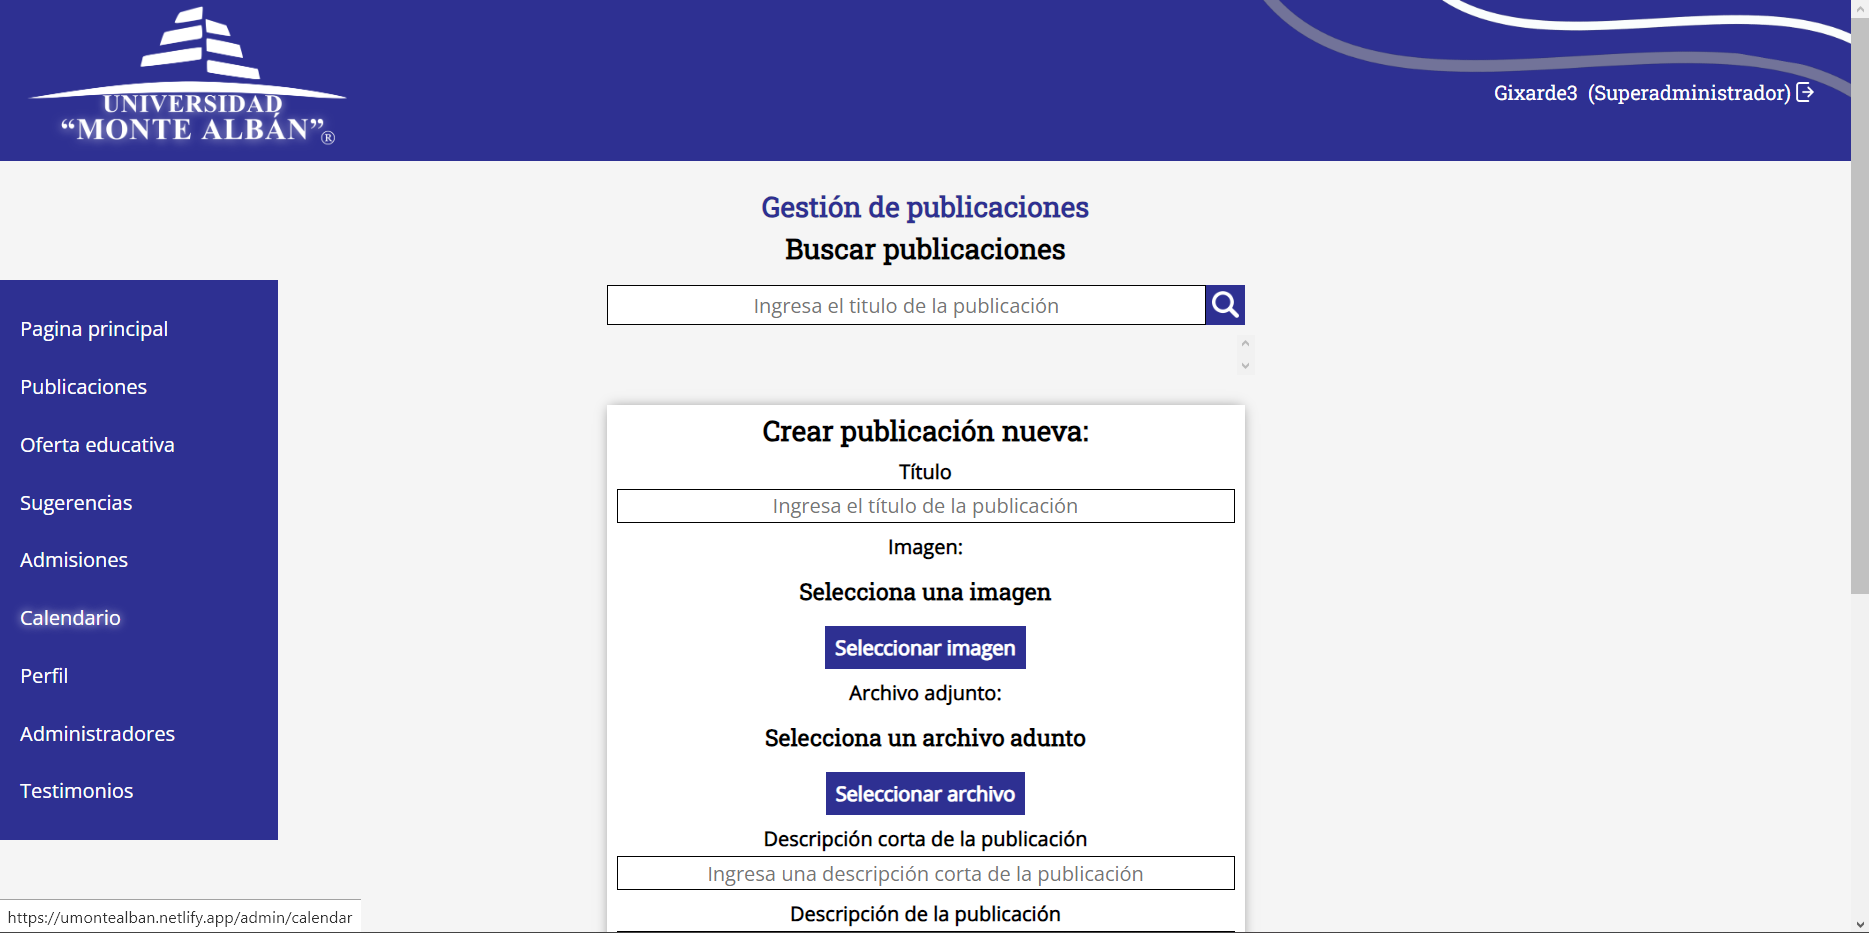 UNIVERSIDAD
“MONTE ALBÁN”®
Gixarde3 (Superadministrador)
Gestión de publicaciones
Buscar publicaciones
Ingresa el titulo de la publicación
Pagina principal
Publicaciones
Oferta educativa
Sugerencias
Admisiones
Calendario
Perfil
Administradores
Testimonios
Crear publicación nueva:
Título
Ingresa el título de la publicación
Imagen:
Selecciona una imagen
Seleccionar imagen
Archivo adjunto:
Selecciona un archivo adunto
Seleccionar archivo
Descripción corta de la publicación
Ingresa una descripción corta de la publicación
Descripción de la publicación
https://umontealban.netlify.app/admin/calendar